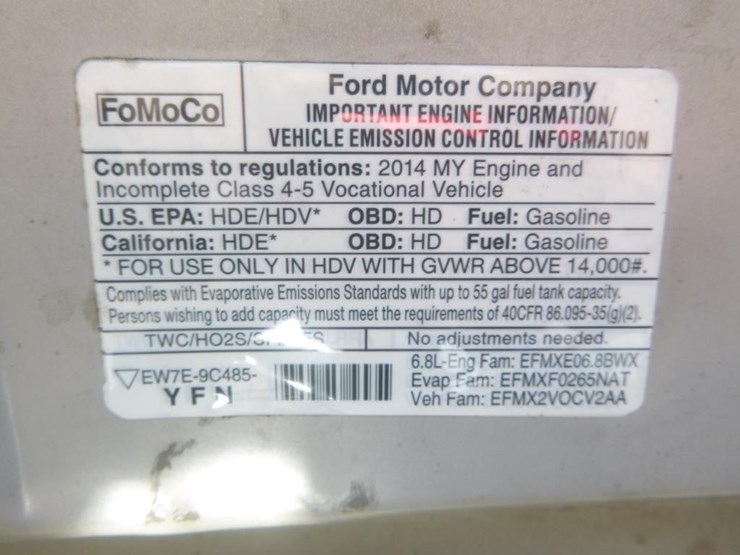 FoMoCo
Ford Motor Company
IMPORTANT ENGINE INFORMATION/
VEHICLE EMISSION CONTROL INFORMATION
Conforms to regulations: 2014 MY Engine and
Incomplete Class 4-5 Vocational Vehicle
U.S. EPA: HDE/HDV* OBD: HD Fuel: Gasoline
California: HDE* OBD: HD Fuel: Gasoline
* FOR USE ONLY IN HDV WITH GVWR ABOVE 14,000#.
Complies with Evaporative Emissions Standards with up to 55 gal fuel tank capacity.
Persons wishing to add capacity must meet the requirements of 40CFR 86.095-35(g)(2).
TWC/HO2S/
No adjustments needed.
EW7E-9C485-
YFN
6.8L-Eng Fam: EFMXE06.8BWX
Evap Fam: EFMXF0265NAT
Veh Fam: EFMX2VOCV2AA